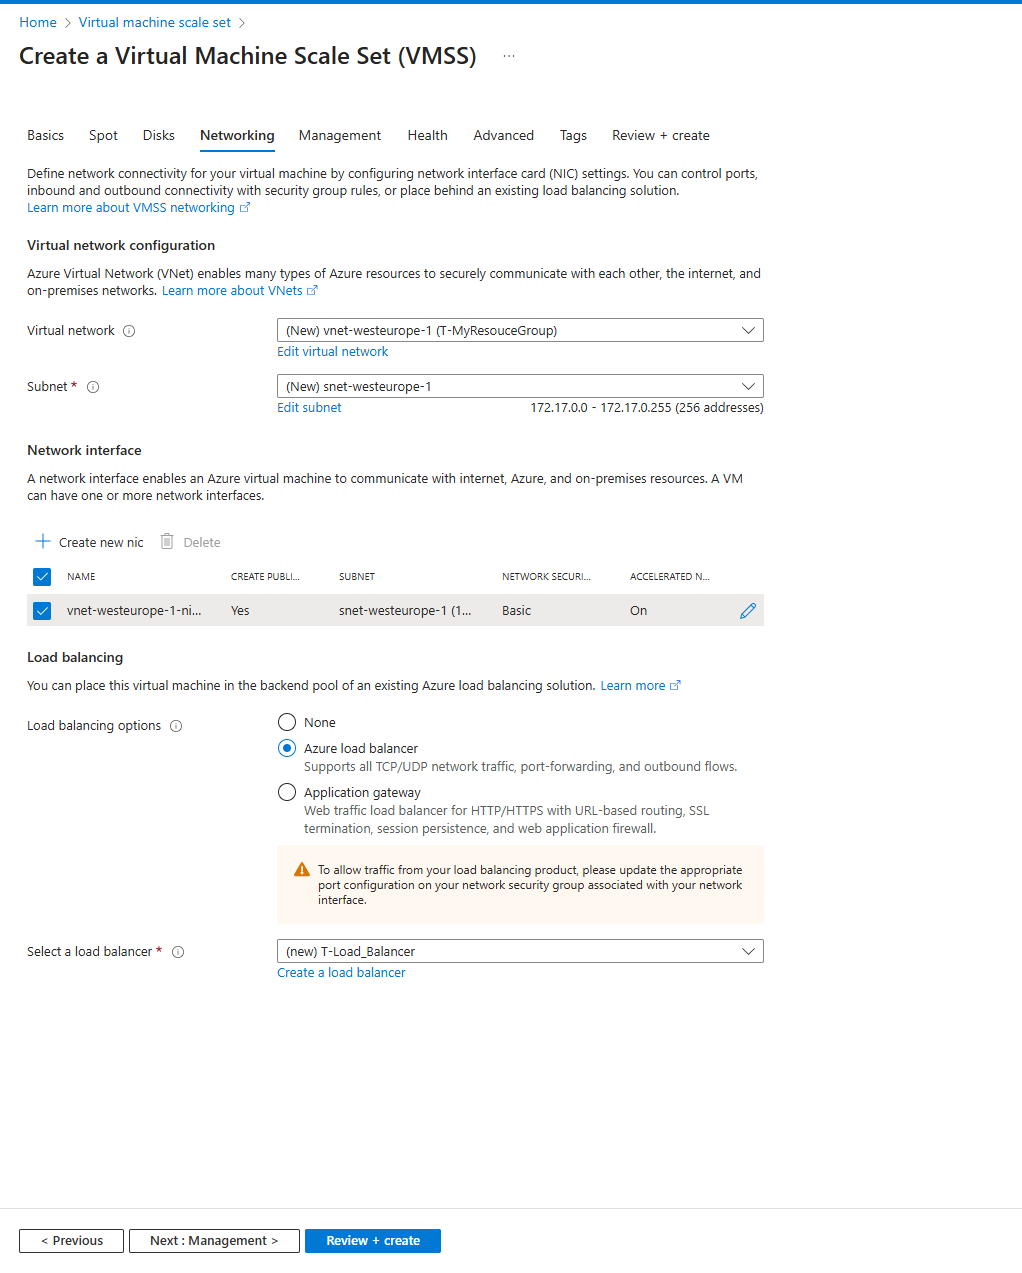 Home > Virtual machine scale set >
Create a Virtual Machine Scale Set (VMSS) ...
Basics Spot Disks Networking Management Health Advanced Tags Review + create
Define network connectivity for your virtual machine by configuring network interface card (NIC) settings. You can control ports,
inbound and outbound connectivity with security group rules, or place behind an existing load balancing solution.
Learn more about VMSS networking
Virtual network configuration
Azure Virtual Network (VNet) enables many types of Azure resources to securely communicate with each other, the internet, and
on-premises networks. Learn more about VNets
Virtual network (New) vnet-westeurope-1 (T-MyResouceGroup)
Edit virtual network
Subnet * (New) snet-westeurope-1
Edit subnet 172.17.0.0 - 172.17.0.255 (256 addresses)
Network interface
A network interface enables an Azure virtual machine to communicate with internet, Azure, and on-premises resources. A VM
can have one or more network interfaces.
Create new nic Delete
NAME CREATE PUBLI... SUBNET NETWORK SECURI... ACCELERATED N...
vnet-westeurope-1-ni... Yes snet-westeurope-1 (1... Basic On
Load balancing
You can place this virtual machine in the backend pool of an existing Azure load balancing solution. Learn more
Load balancing options None
Azure load balancer
Supports all TCP/UDP network traffic, port-forwarding, and outbound flows.
Application gateway
Web traffic load balancer for HTTP/HTTPS with URL-based routing, SSL
termination, session persistence, and web application firewall.
To allow traffic from your load balancing product, please update the appropriate
port configuration on your network security group associated with your network
interface.
Select a load balancer * (new) T-Load_Balancer
Create a load balancer
< Previous Next : Management > Review + create